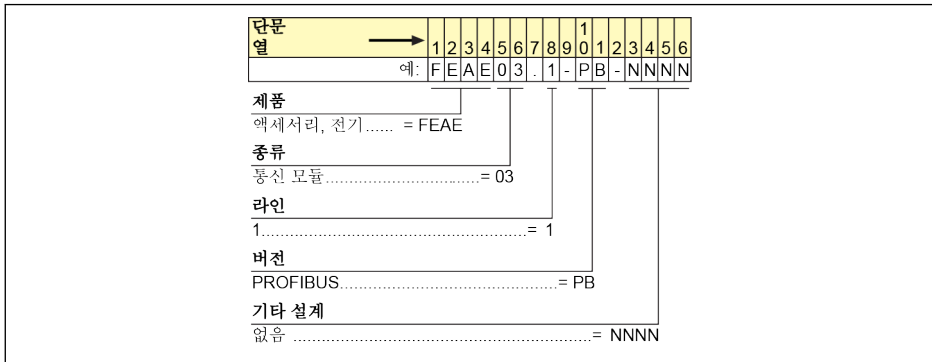 단문
열 1 2 3 4 5 6 7 8 9 10 1 2 3 4 5 6
예: F E A E 0 3 . 1 - P B - N N N N
제품
액세서리, 전기...... = FEAE
종류
통신 모듈..............................= 03
라인
1...................................................= 1
버전
PROFIBUS..........................................= PB
기타 설계
없음 ..........................................................= NNNN